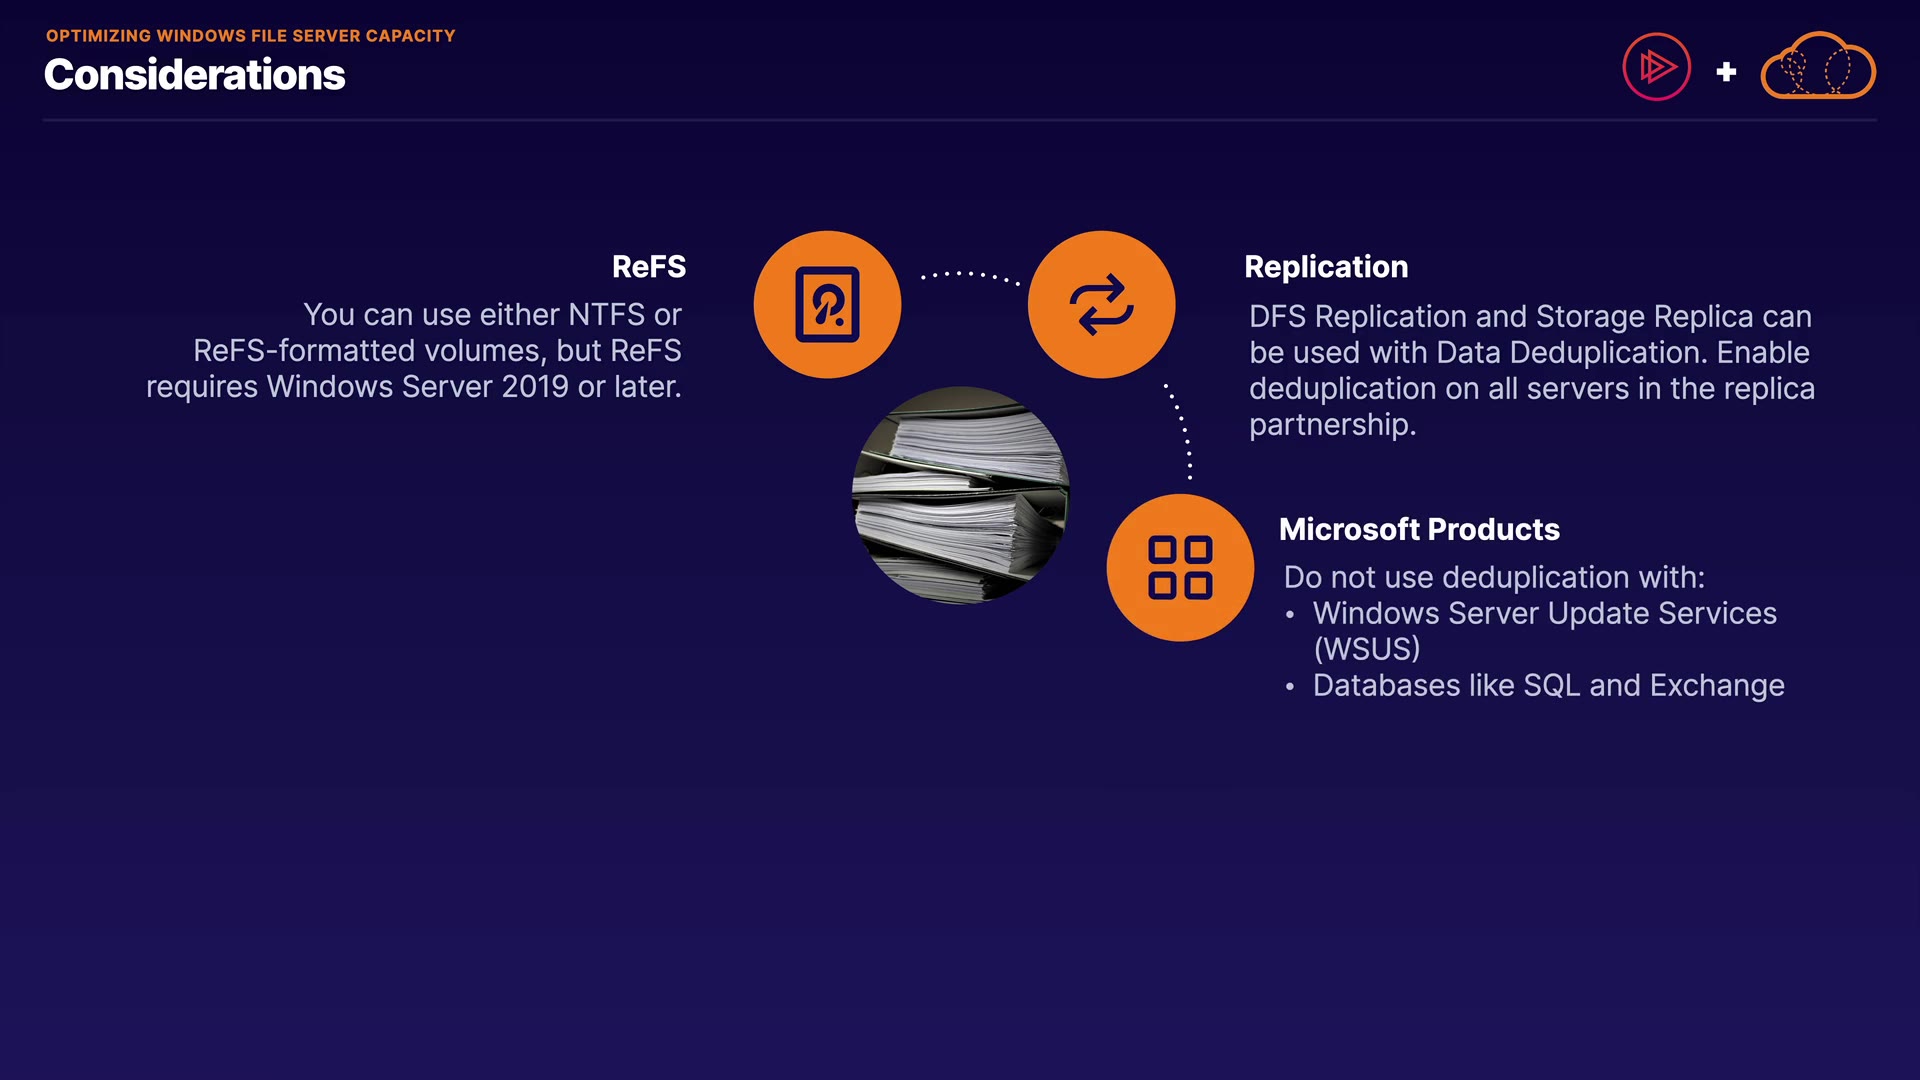 OPTIMIZING WINDOWS FILE SERVER CAPACITY
Considerations
ReFS
You can use either NTFS or
ReFS-formatted volumes, but ReFS
requires Windows Server 2019 or later.
Replication
DFS Replication and Storage Replica can
be used with Data Deduplication. Enable
deduplication on all servers in the replica
partnership.
Microsoft Products
Do not use deduplication with:
• Windows Server Update Services
(WSUS)
• Databases like SQL and Exchange